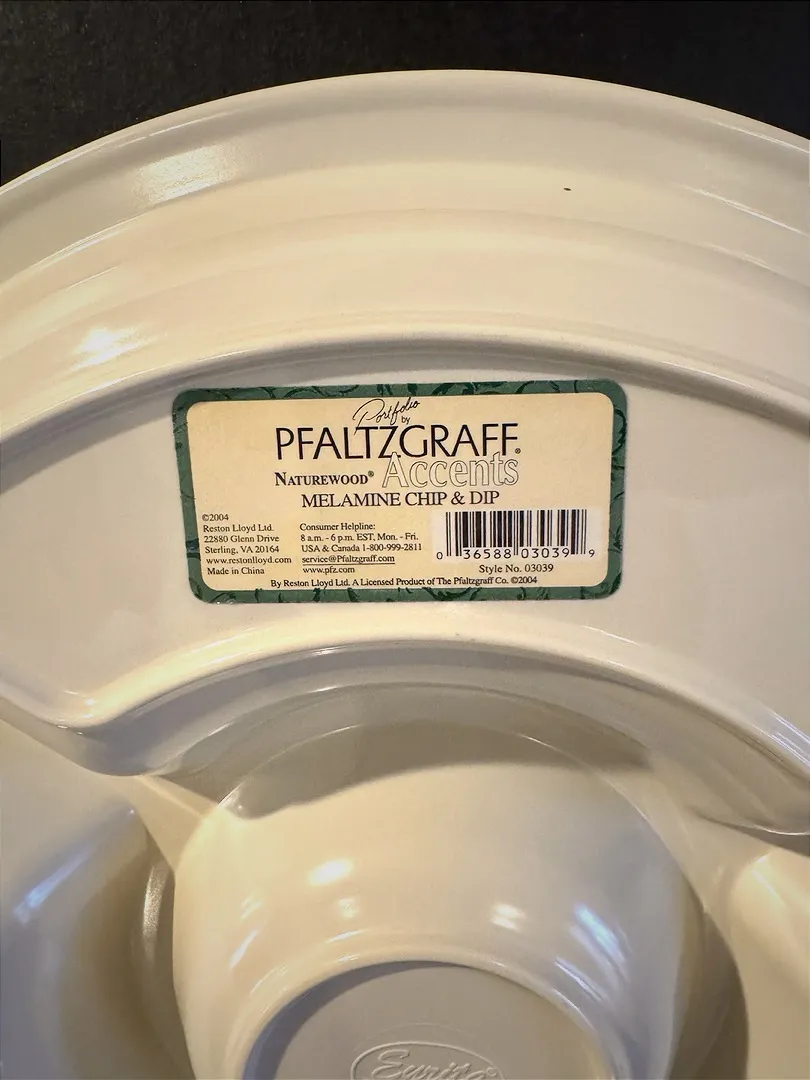 Portfolio
by
PFALTZGRAFF®
NATUREWOOD® Accents
MELAMINE CHIP & DIP
©2004
Reston Lloyd Ltd.
22880 Glenn Drive
Sterling, VA 20164
www.restonlloyd.com
Made in China
Consumer Helpline:
8 a.m. - 6 p.m. EST, Mon. - Fri.
USA & Canada 1-800-999-2811
service@Pfaltzgraff.com
www.pfz.com
0 36588 03039 9
Style No. 03039
By Reston Lloyd Ltd. A Licensed Product of The Pfaltzgraff Co. ©2004